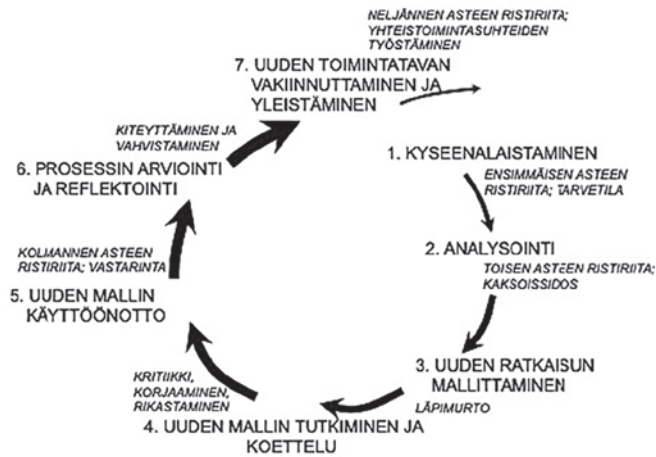 NELJÄNNEN ASTEEN RISTIRIITA;
YHTEISTOIMINTASUHTEIDEN
TYÖSTÄMINEN
7. UUDEN TOIMINTATAVAN
VAKIINNUTTAMINEN JA
YLEISTÄMINEN
1. KYSEENALAISTAMINEN
ENSIMMÄISEN ASTEEN
RISTIRIITA; TARVETILA
2. ANALYSOINTI
TOISEN ASTEEN RISTIRIITA;
KAKSOISSIDOS
3. UUDEN RATKAISUN
MALLITTAMINEN
LÄPIMURTO
4. UUDEN MALLIN TUTKIMINEN JA
KOETTELU
KRITIIKKI,
KORJAAMINEN,
RIKASTAMINEN
5. UUDEN MALLIN
KÄYTTÖÖNOTTO
KOLMANNEN ASTEEN
RISTIRIITA; VASTARINTA
6. PROSESSIN ARVIOINTI
JA REFLEKTOINTI
KITEYTTÄMINEN JA
VAHVISTAMINEN